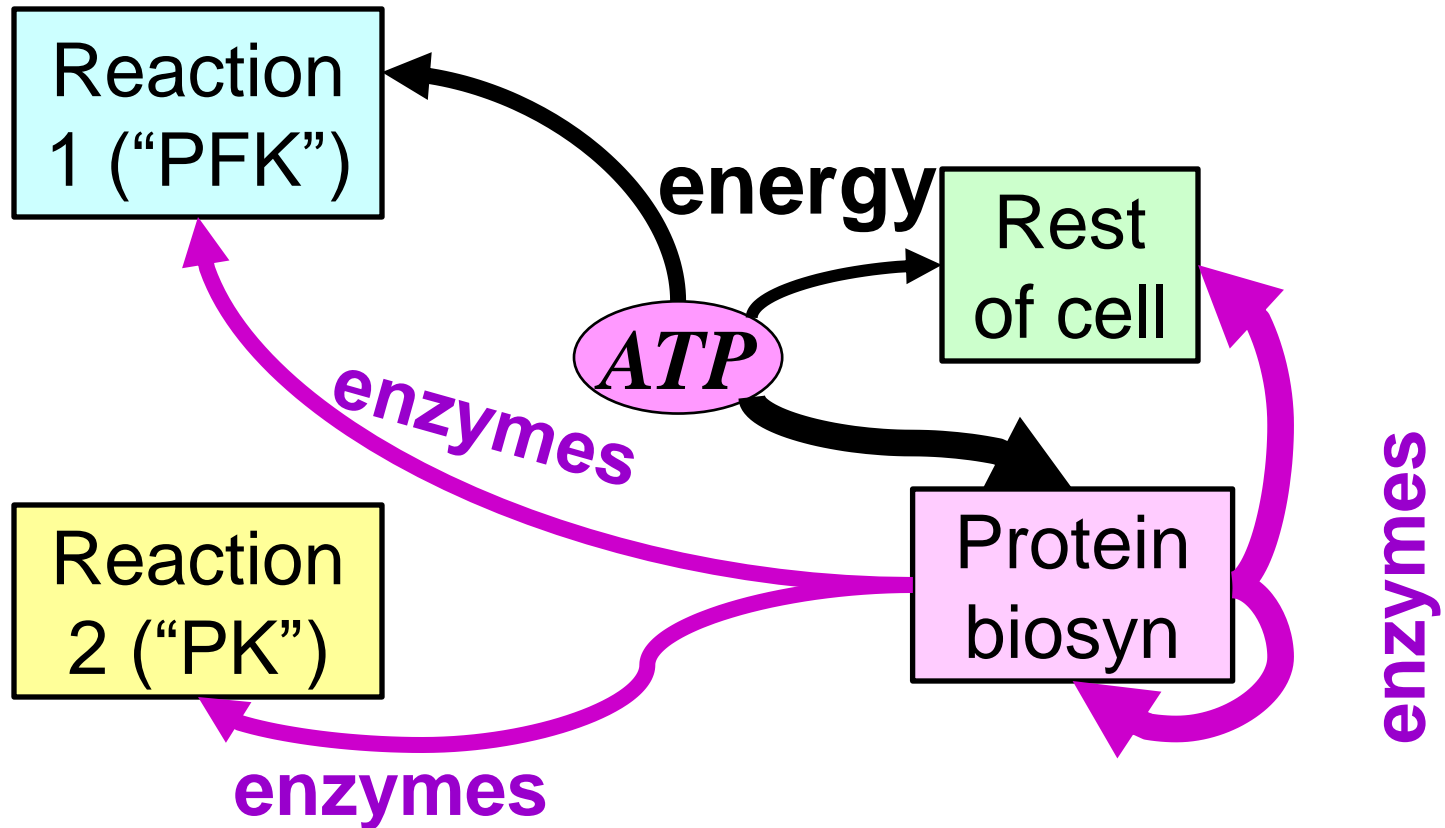 Reaction
1 (“PFK”)
energy
Rest
of cell
ATP
enzymes
enzymes
Reaction
2 (“PK”)
Protein
biosyn
enzymes